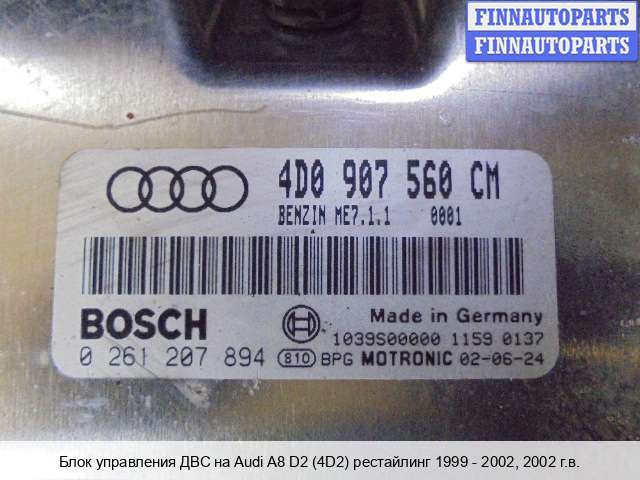 FINNAUTOPARTS
FINNAUTOPARTS
4D0 907 560 CM
BENZIN ME7.1.1 0001
BOSCH
Made in Germany
1039S00000 1159 0137
0 261 207 894 810 BPG MOTRONIC 02-06-24
Блок управления ДВС на Audi A8 D2 (4D2) рестайлинг 1999 - 2002, 2002 г.в.